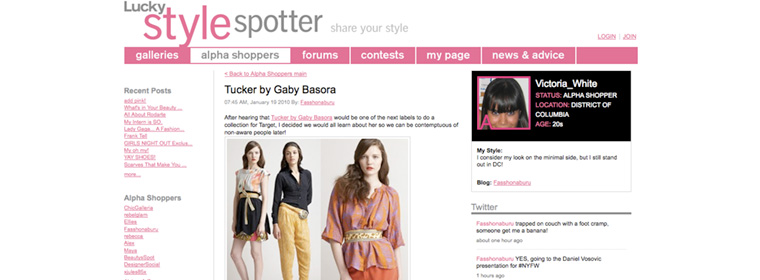 Lucky
style spotter share your style
LOGIN | JOIN
galleries alpha shoppers forums contests my page news & advice
Recent Posts
add pink!
What's in Your Beauty ...
All About Rodarte
My Intern is SO.
Lady Gaga... A Fashion...
Frank Tell
GIRLS NIGHT OUT Exclus...
My oh my!!
YAY SHOES!
Scarves That Make You ...
more...
Alpha Shoppers
ChicGalleria
rebelglam
Ellies
Fasshonaburu
rebecca
Alex
Maya
BeautysSpot
DesignerSocial
< Back to Alpha Shoppers main
Tucker by Gaby Basora
07:45 AM, January 19 2010 By: Fasshonaburu
After hearing that Tucker by Gaby Basora would be one of the next labels to do a
collection for Target, I decided we would all learn about her so we can be contemptuous of
non-aware people later!
Victoria_White
STATUS: ALPHA SHOPPER
LOCATION: DISTRICT OF
COLUMBIA
AGE: 20s
My Style:
I consider my look on the minimal side, but I still stand
out in DC!
Blog: Fasshonaburu
Twitter
Fasshonaburu trapped on couch with a foot cramp,
someone get me a banana!
about one hour ago
Fasshonaburu YES, going to the Daniel Vosovic
presentation for #NYFW
about 11 hours ago